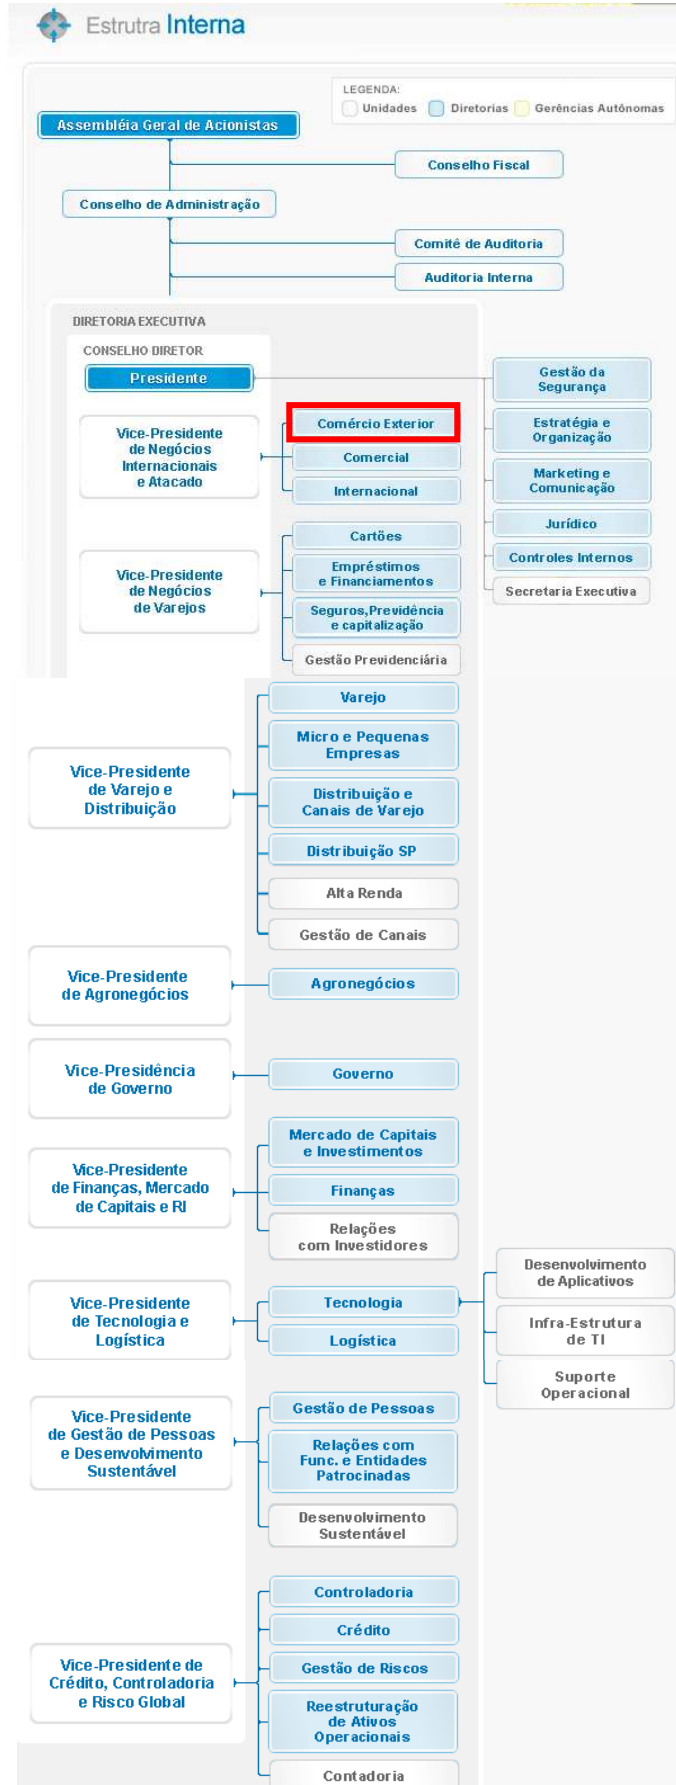 Estrutra Interna
LEGENDA:
Unidades Diretorias Gerências Autônomas
Assembléia Geral de Acionistas
Conselho Fiscal
Conselho de Administração
Comitê de Auditoria
Auditoria Interna
DIRETORIA EXECUTIVA
CONSELHO DIRETOR
Presidente
Gestão da
Segurança
Estratégia e
Organização
Marketing e
Comunicação
Jurídico
Controles Internos
Secretaria Executiva
Vice-Presidente
de Negócios
Internacionais
e Atacado
Comércio Exterior
Comercial
Internacional
Vice-Presidente
de Negócios
de Varejos
Cartões
Empréstimos
e Financiamentos
Seguros,Previdência
e capitalização
Gestão Previdenciária
Vice-Presidente
de Varejo e
Distribuição
Varejo
Micro e Pequenas
Empresas
Distribuição e
Canais de Varejo
Distribuição SP
Alta Renda
Gestão de Canais
Vice-Presidente
de Agronegócios
Agronegócios
Vice-Presidência
de Governo
Governo
Vice-Presidente
de Finanças, Mercado
de Capitais e RI
Mercado de Capitais
e Investimentos
Finanças
Relações
com Investidores
Vice-Presidente
de Tecnologia e
Logística
Tecnologia
Logística
Desenvolvimento
de Aplicativos
Infra-Estrutura
de TI
Suporte
Operacional
Vice-Presidente
de Gestão de Pessoas
e Desenvolvimento
Sustentável
Gestão de Pessoas
Relações com
Func. e Entidades
Patrocinadas
Desenvolvimento
Sustentável
Vice-Presidente de
Crédito, Controladoria
e Risco Global
Controladoria
Crédito
Gestão de Riscos
Reestruturação
de Ativos
Operacionais
Contadoria